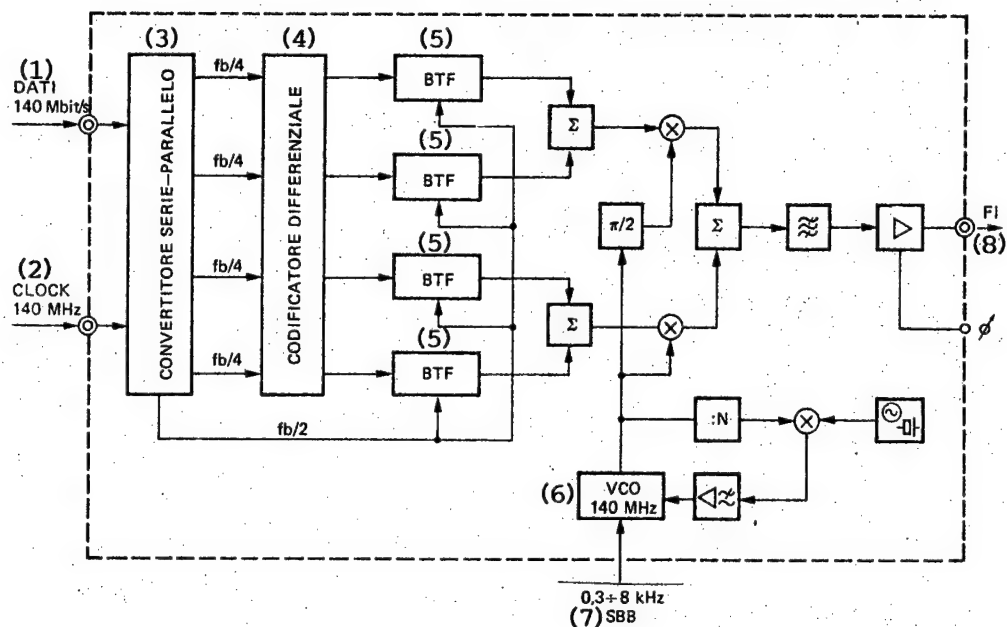 (1)
DATI
140 Mbit/s
(2)
CLOCK
140 MHz
(3)
CONVERTITORE SERIE–PARALLELO
fb/4
fb/4
fb/4
fb/4
fb/2
(4)
CODIFICATORE DIFFERENZIALE
(5)
BTF
(5)
BTF
(5)
BTF
(5)
BTF
Σ
Σ
π/2
Σ
FI
(8)
ϕ
:N
(6)
VCO
140 MHz
0,3÷8 kHz
(7) SBB